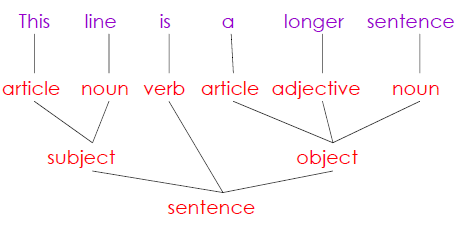 This line is a longer sentence
article noun verb article adjective noun
subject object
sentence